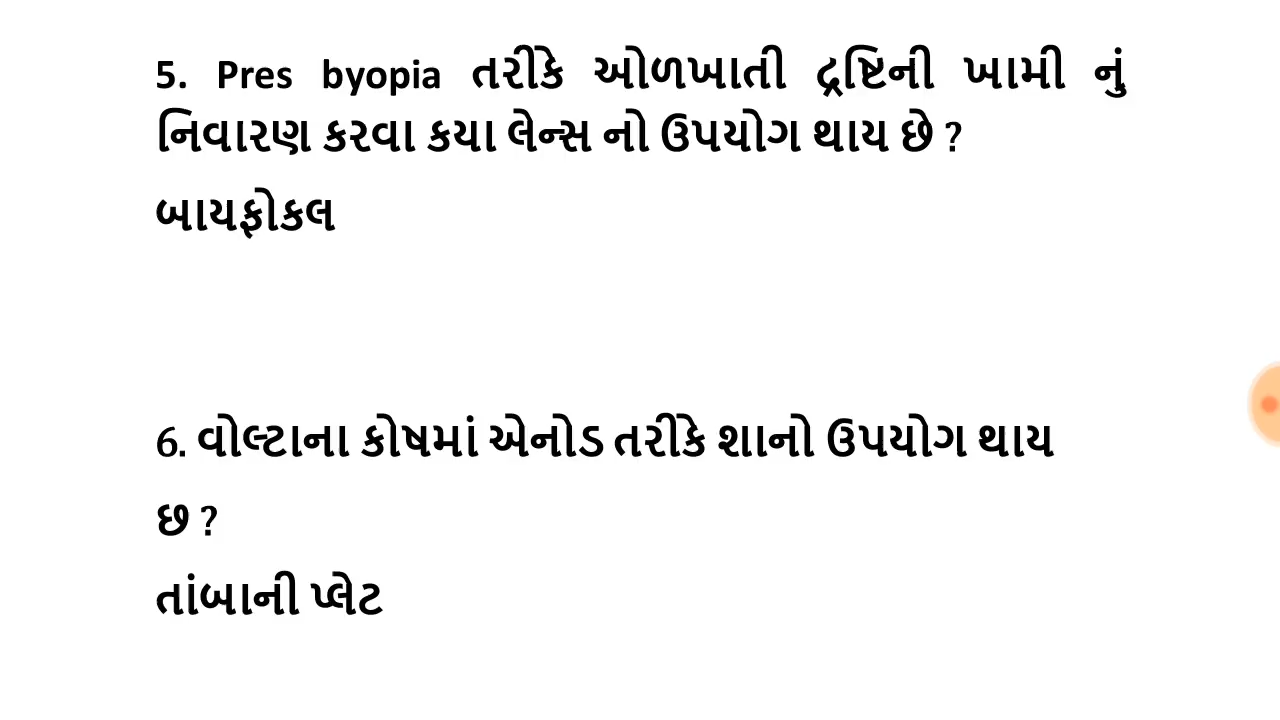 5. Pres byopia તરીકે ઓળખાતી દ્રષ્ટિની ખામી નું
નિવારણ કરવા કયા લેન્સ નો ઉપયોગ થાય છે ?
બાયફોકલ
6. વોલ્ટાના કોષમાં એનોડ તરીકે શાનો ઉપયોગ થાય
છ ?
તાંબાની પ્લેટ